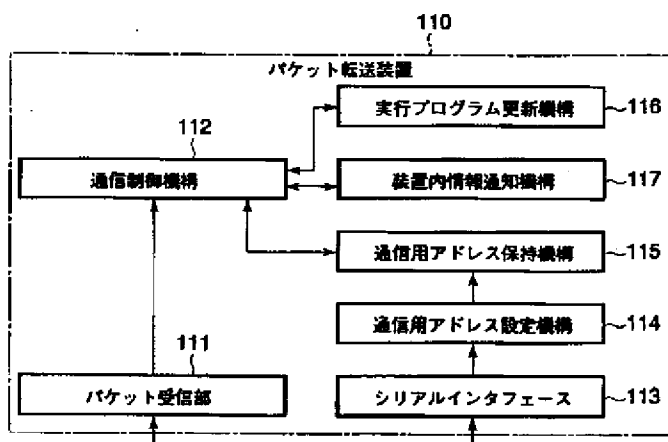 110
パケット転送装置
実行プログラム更新機構
116
112
通信制御機構
装置内情報通知機構
117
通信用アドレス保持機構
115
通信用アドレス設定機構
114
111
パケット受信部
シリアルインタフェース
113